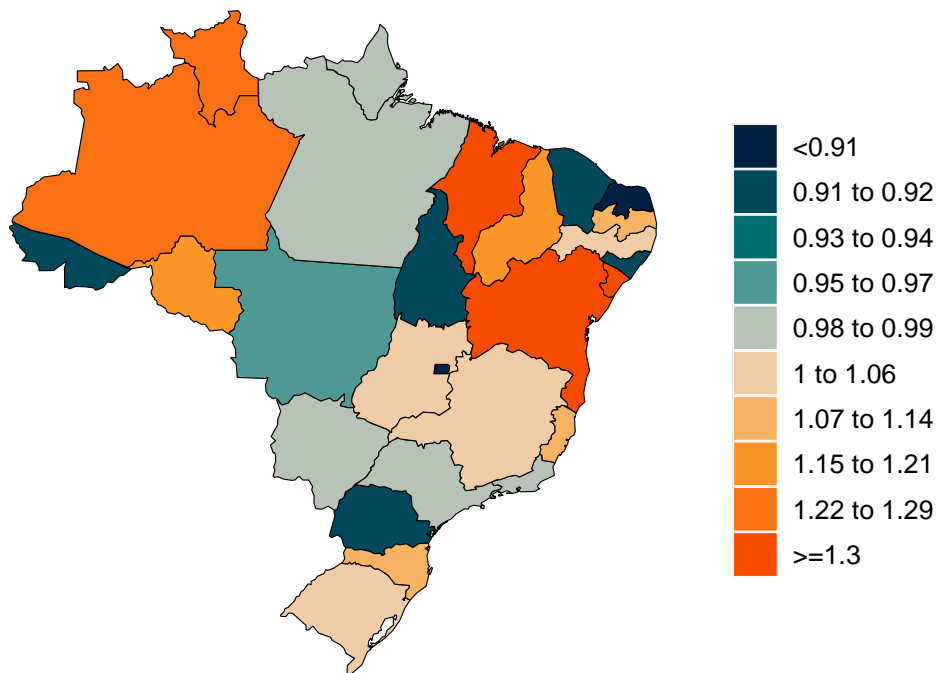 <0.91
0.91 to 0.92
0.93 to 0.94
0.95 to 0.97
0.98 to 0.99
1 to 1.06
1.07 to 1.14
1.15 to 1.21
1.22 to 1.29
>=1.3